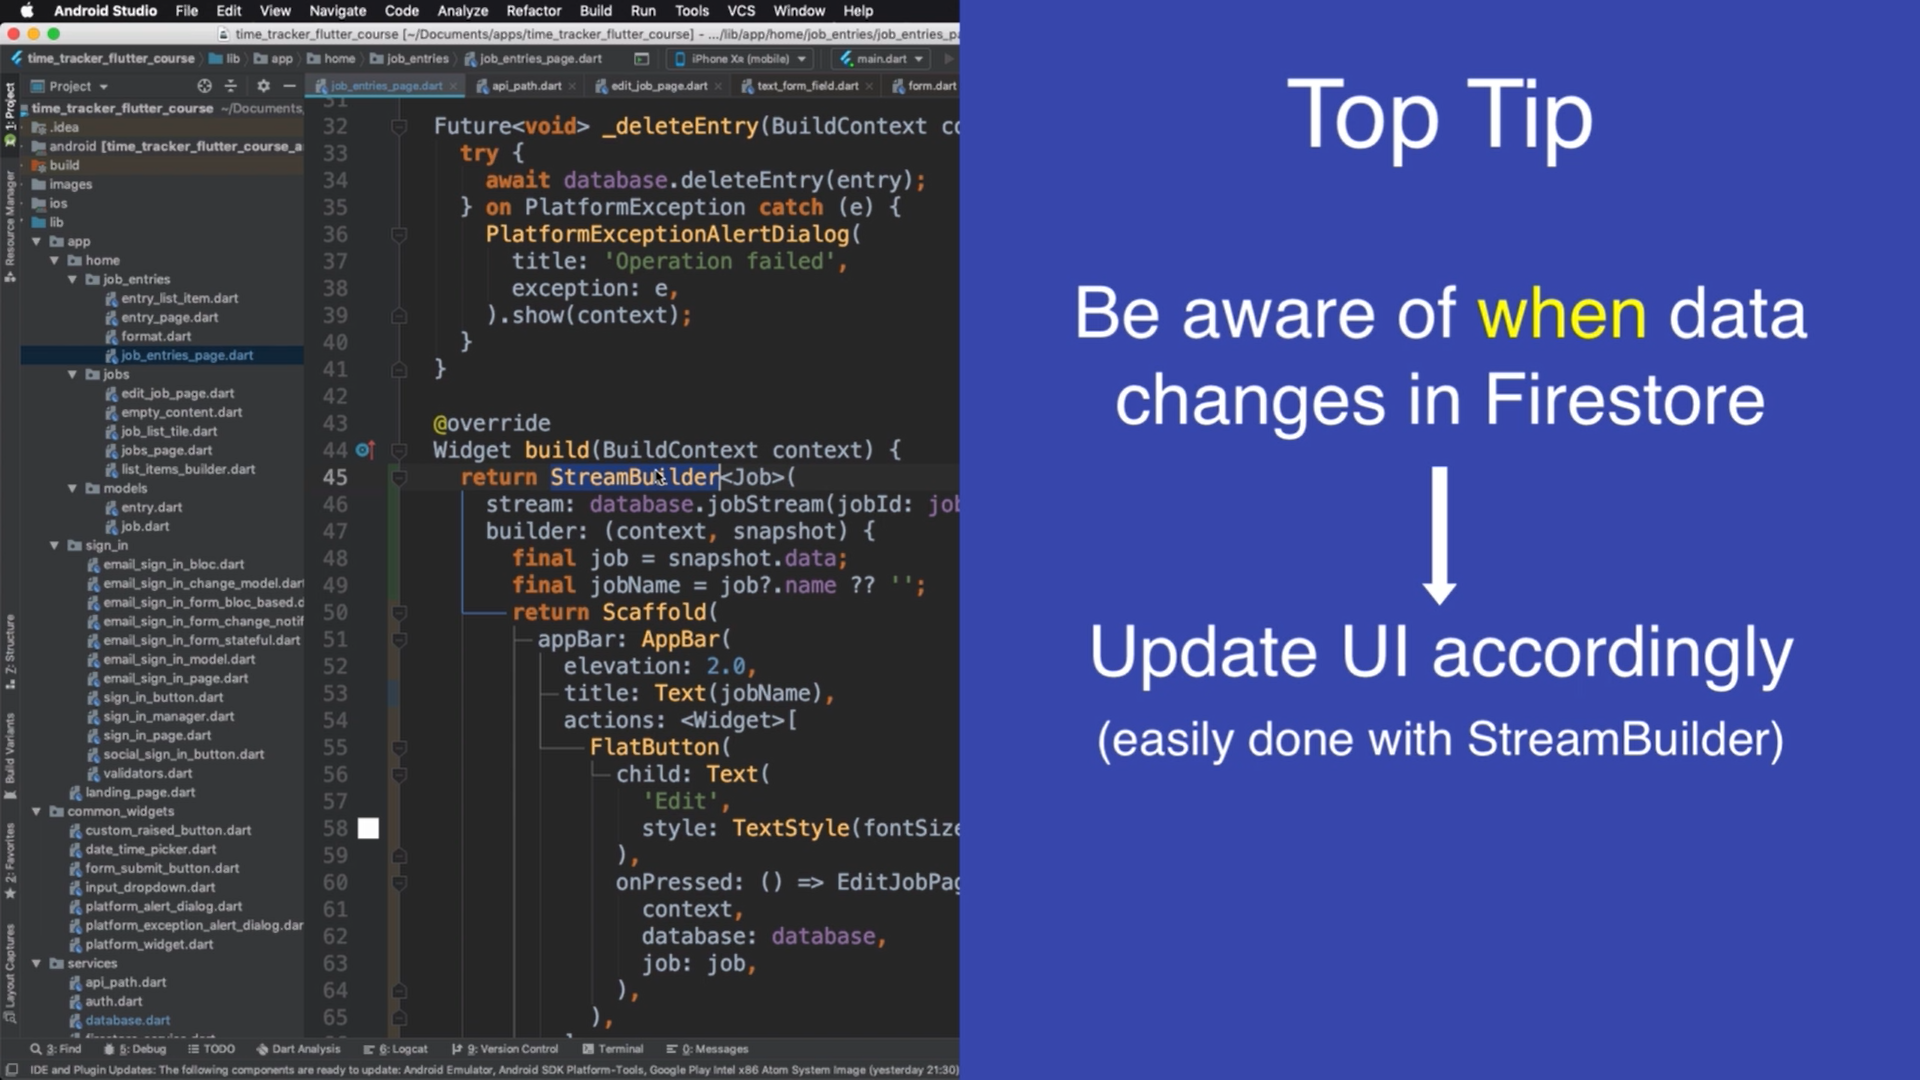 Android Studio File Edit View Navigate Code Analyze Refactor Build Run Tools VCS Window Help
time_tracker_flutter_course [~/Documents/apps/time_tracker_flutter_course] - .../lib/app/home/job_entries/job_entries_pa
time_tracker_flutter_course lib app home job_entries job_entries_page.dart iPhone Xʀ (mobile) main.dart
Project
job_entries_page.dart api_path.dart edit_job_page.dart text_form_field.dart form.dart
1: Project
Resource Manager
Z: Structure
Build Variants
2: Favorites
Layout Captures
time_tracker_flutter_course ~/Documents
.idea
android [time_tracker_flutter_course_a
build
images
ios
lib
app
home
job_entries
entry_list_item.dart
entry_page.dart
format.dart
job_entries_page.dart
jobs
edit_job_page.dart
empty_content.dart
job_list_tile.dart
jobs_page.dart
list_items_builder.dart
models
entry.dart
job.dart
sign_in
email_sign_in_bloc.dart
email_sign_in_change_model.dart
email_sign_in_form_bloc_based.d
email_sign_in_form_change_notif
email_sign_in_form_stateful.dart
email_sign_in_model.dart
email_sign_in_page.dart
sign_in_button.dart
sign_in_manager.dart
sign_in_page.dart
social_sign_in_button.dart
validators.dart
landing_page.dart
common_widgets
custom_raised_button.dart
date_time_picker.dart
form_submit_button.dart
input_dropdown.dart
platform_alert_dialog.dart
platform_exception_alert_dialog.dar
platform_widget.dart
services
api_path.dart
auth.dart
database.dart
31
32 Future<void> _deleteEntry(BuildContext co
33 try {
34 await database.deleteEntry(entry);
35 } on PlatformException catch (e) {
36 PlatformExceptionAlertDialog(
37 title: 'Operation failed',
38 exception: e,
39 ).show(context);
40 }
41 }
42
43 @override
44 Widget build(BuildContext context) {
45 return StreamBuilder<Job>(
46 stream: database.jobStream(jobId: job
47 builder: (context, snapshot) {
48 final job = snapshot.data;
49 final jobName = job?.name ?? '';
50 return Scaffold(
51 appBar: AppBar(
52 elevation: 2.0,
53 title: Text(jobName),
54 actions: <Widget>[
55 FlatButton(
56 child: Text(
57 'Edit',
58 style: TextStyle(fontSize
59 ),
60 onPressed: () => EditJobPag
61 context,
62 database: database,
63 job: job,
64 ),
65 ),
3: Find 5: Debug TODO Dart Analysis 6: Logcat 9: Version Control Terminal 0: Messages
IDE and Plugin Updates: The following components are ready to update: Android Emulator, Android SDK Platform-Tools, Google Play Intel x86 Atom System Image (yesterday 21:30)
Top Tip
Be aware of when data
changes in Firestore
Update UI accordingly
(easily done with StreamBuilder)